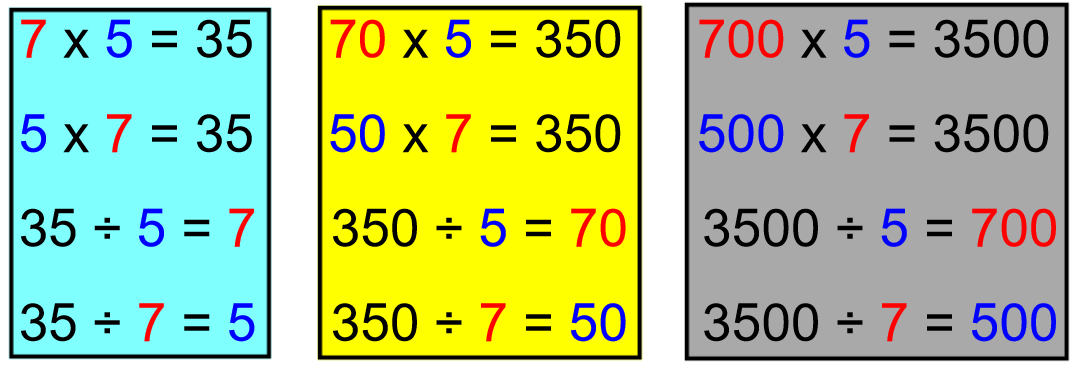 7 x 5 = 35
5 x 7 = 35
35 ÷ 5 = 7
35 ÷ 7 = 5
70 x 5 = 350
50 x 7 = 350
350 ÷ 5 = 70
350 ÷ 7 = 50
700 x 5 = 3500
500 x 7 = 3500
3500 ÷ 5 = 700
3500 ÷ 7 = 500